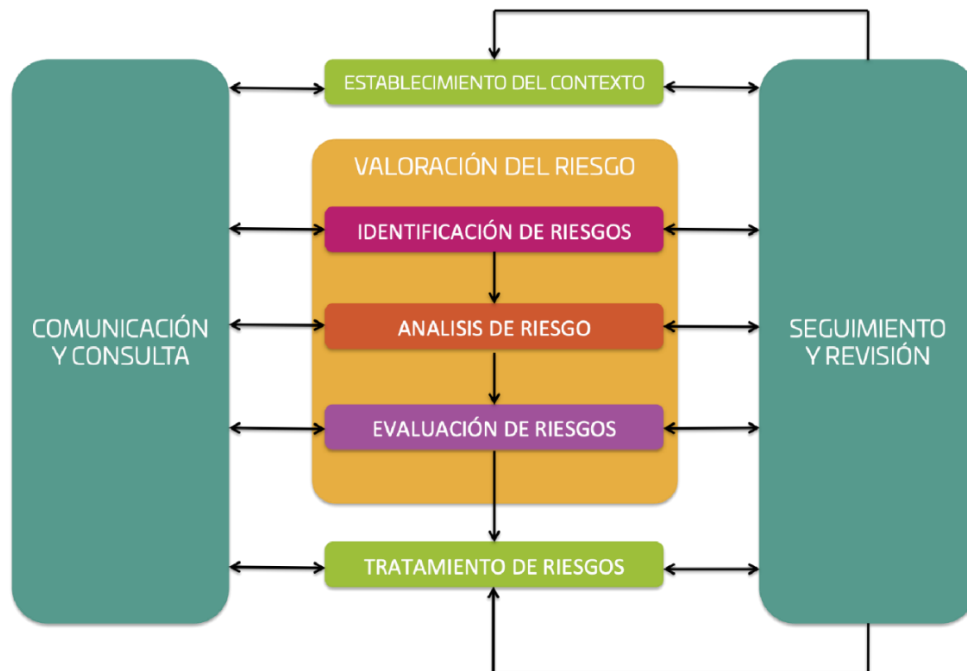 ESTABLECIMIENTO DEL CONTEXTO
VALORACIÓN DEL RIESGO
IDENTIFICACIÓN DE RIESGOS
COMUNICACIÓN
Y CONSULTA
ANALISIS DE RIESGO
SEGUIMIENTO
Y REVISIÓN
EVALUACIÓN DE RIESGOS
TRATAMIENTO DE RIESGOS